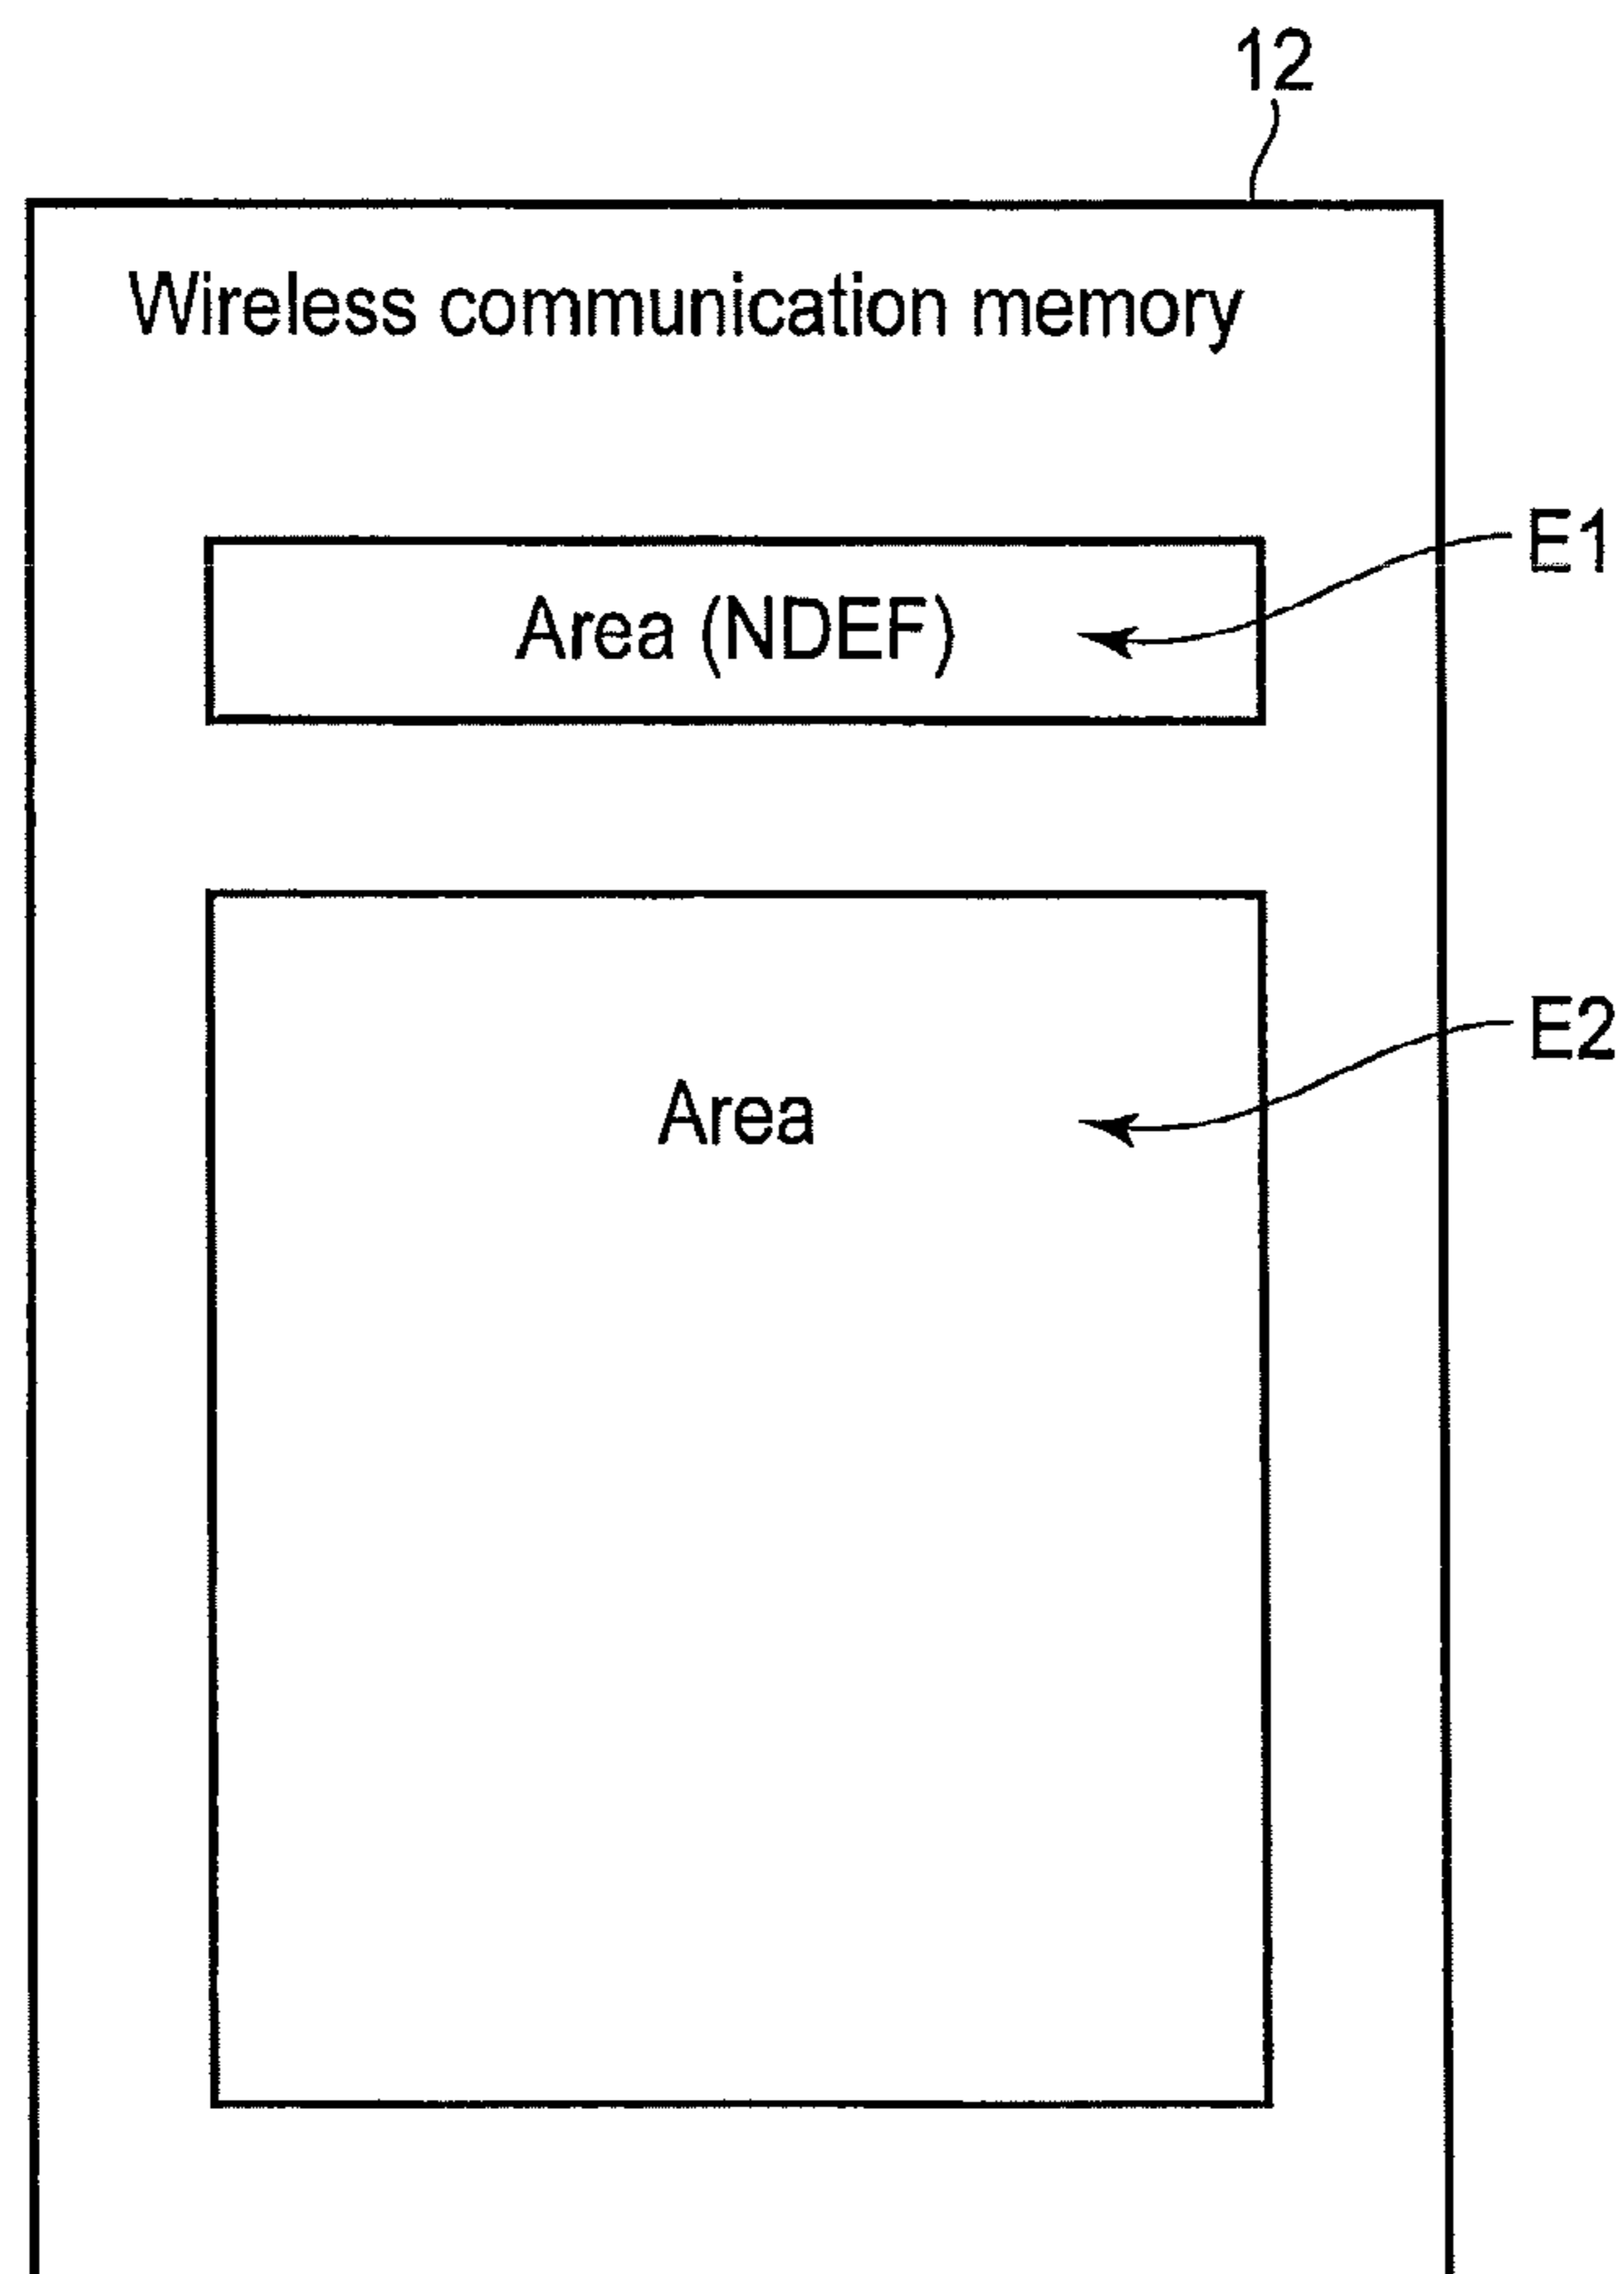 12
Wireless communication memory
Area (NDEF)
E1
Area
E2